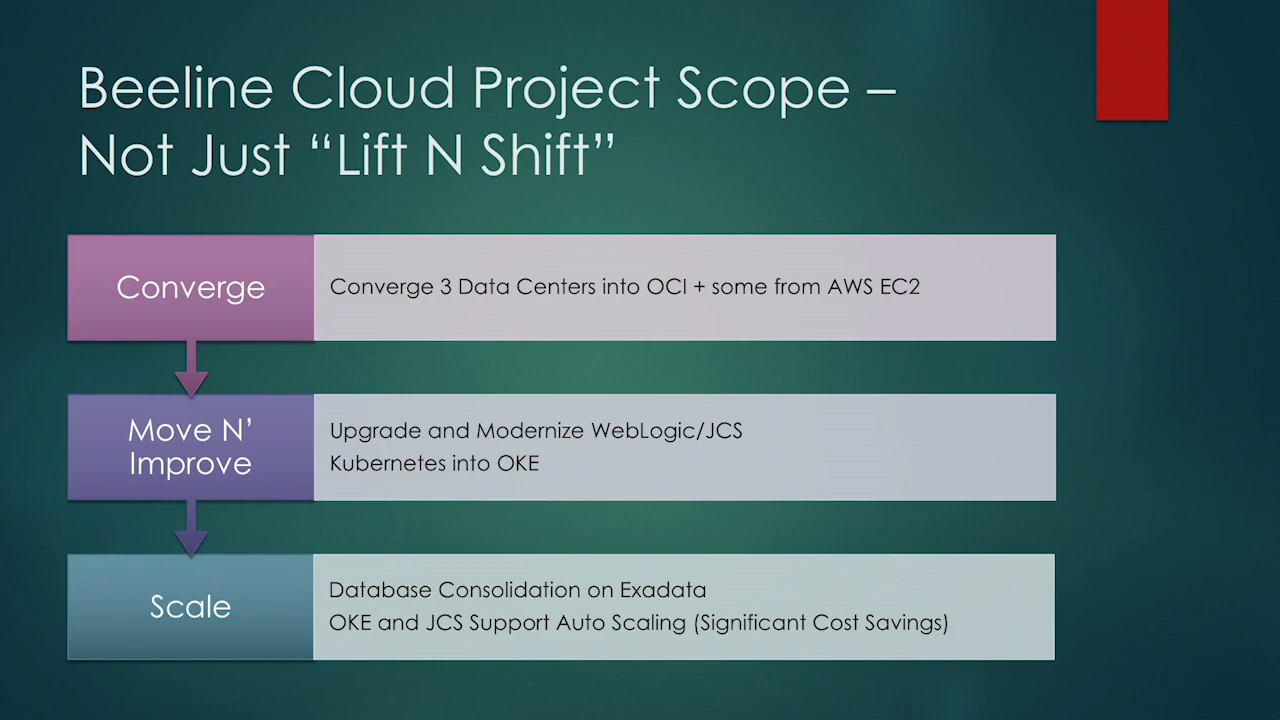 Beeline Cloud Project Scope –
Not Just “Lift N Shift”
Converge
Converge 3 Data Centers into OCI + some from AWS EC2
Move N’
Improve
Upgrade and Modernize WebLogic/JCS
Kubernetes into OKE
Scale
Database Consolidation on Exadata
OKE and JCS Support Auto Scaling (Significant Cost Savings)